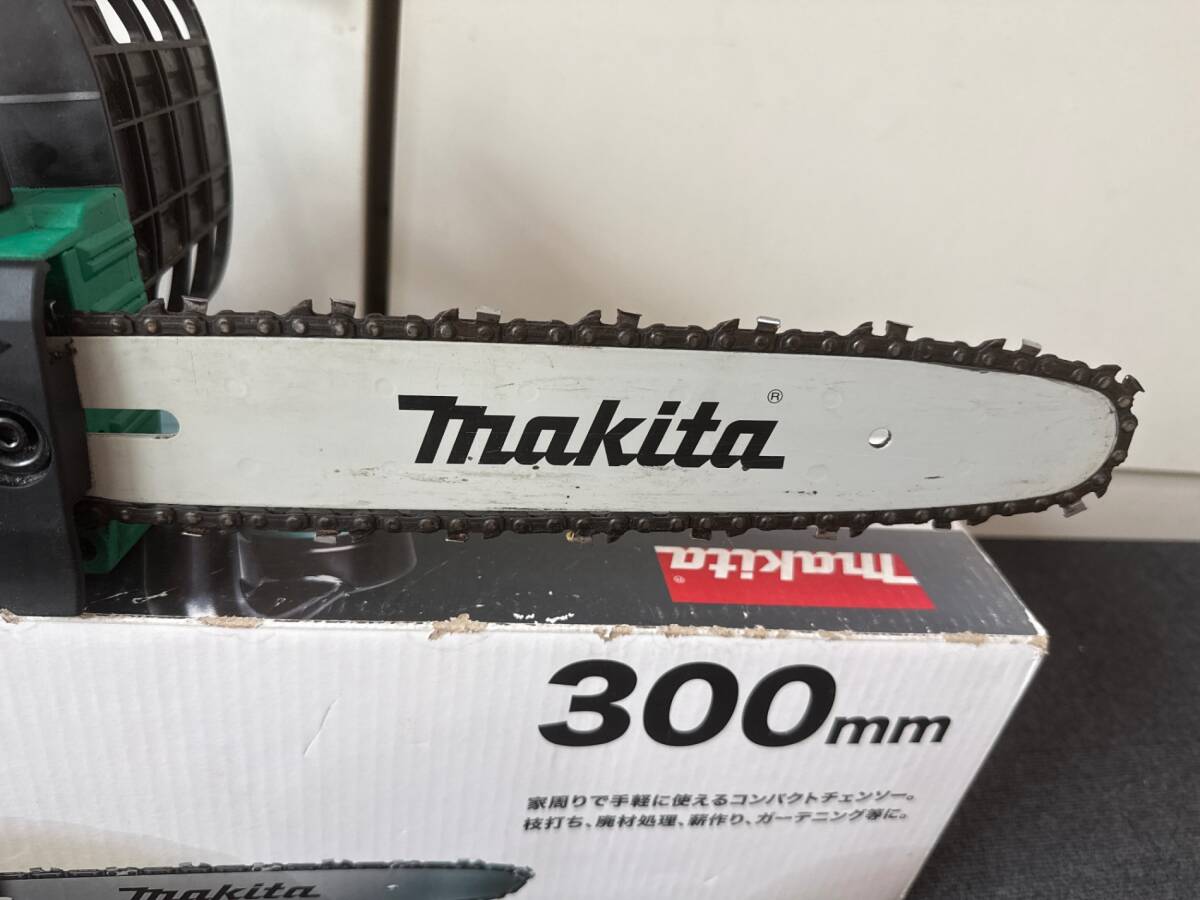 makita®
makita®
300mm
家周りで手軽に使えるコンパクトチェンソー。
枝打ち、廃材処理、薪作り、ガーデニング等に。
makita